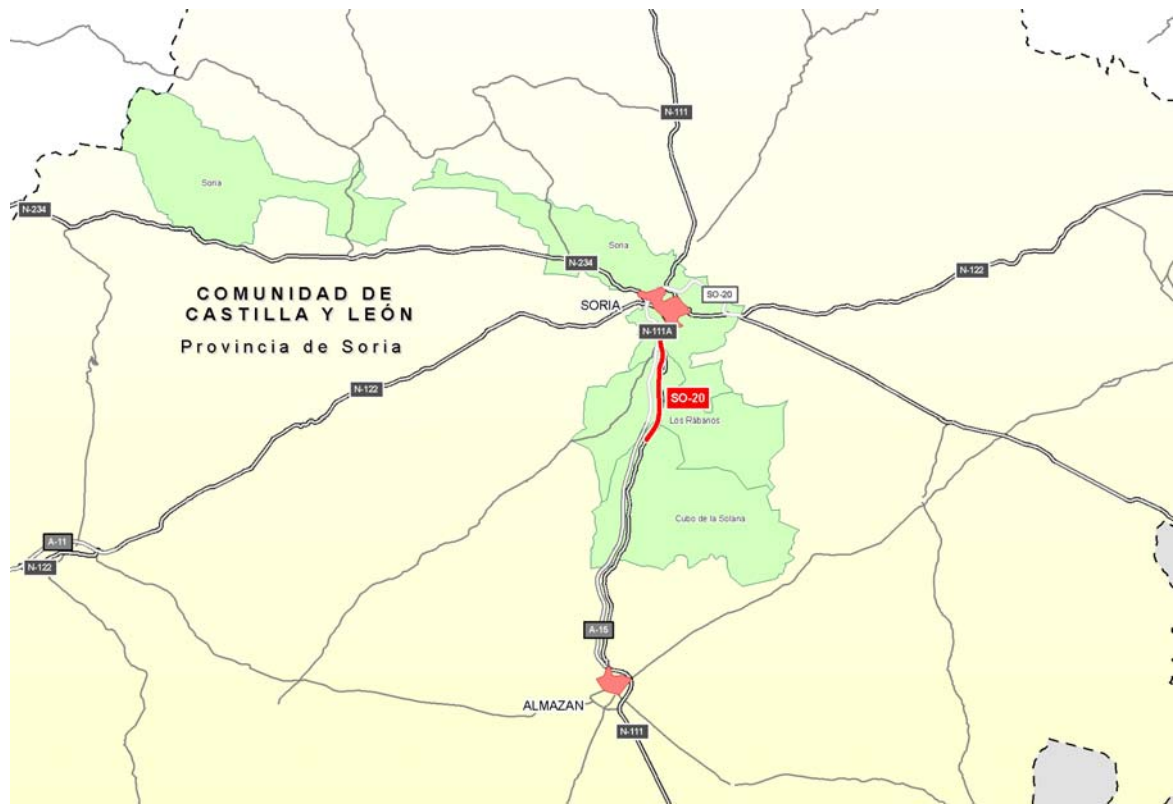 N-111
Soria
N-234
Soria
N-234
N-122
SO-20
COMUNIDAD DE
CASTILLA Y LEÓN
Provincia de Soria
SORIA
N-111A
N-122
SO-20
Los Rábanos
Cubo de la Solana
A-11
N-122
A-15
ALMAZAN
N-111